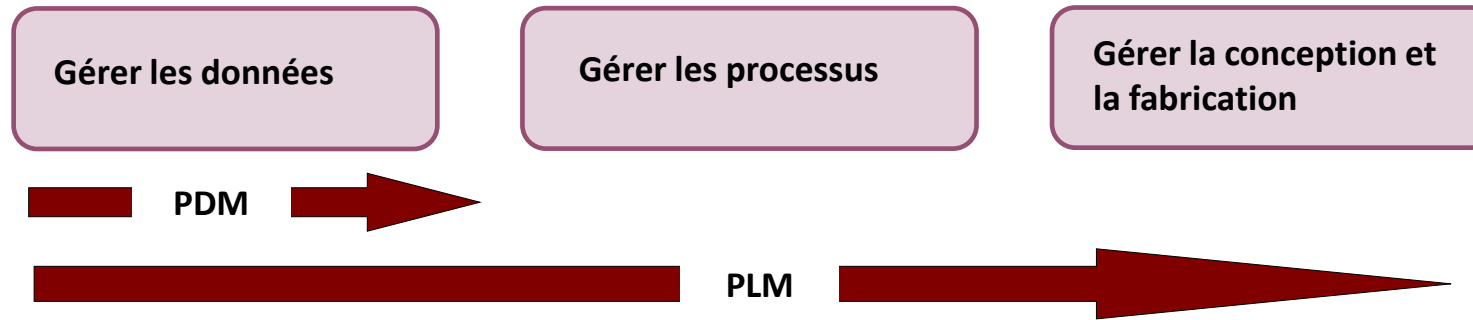 Gérer les données
Gérer les processus
Gérer la conception et
la fabrication
PDM
PLM